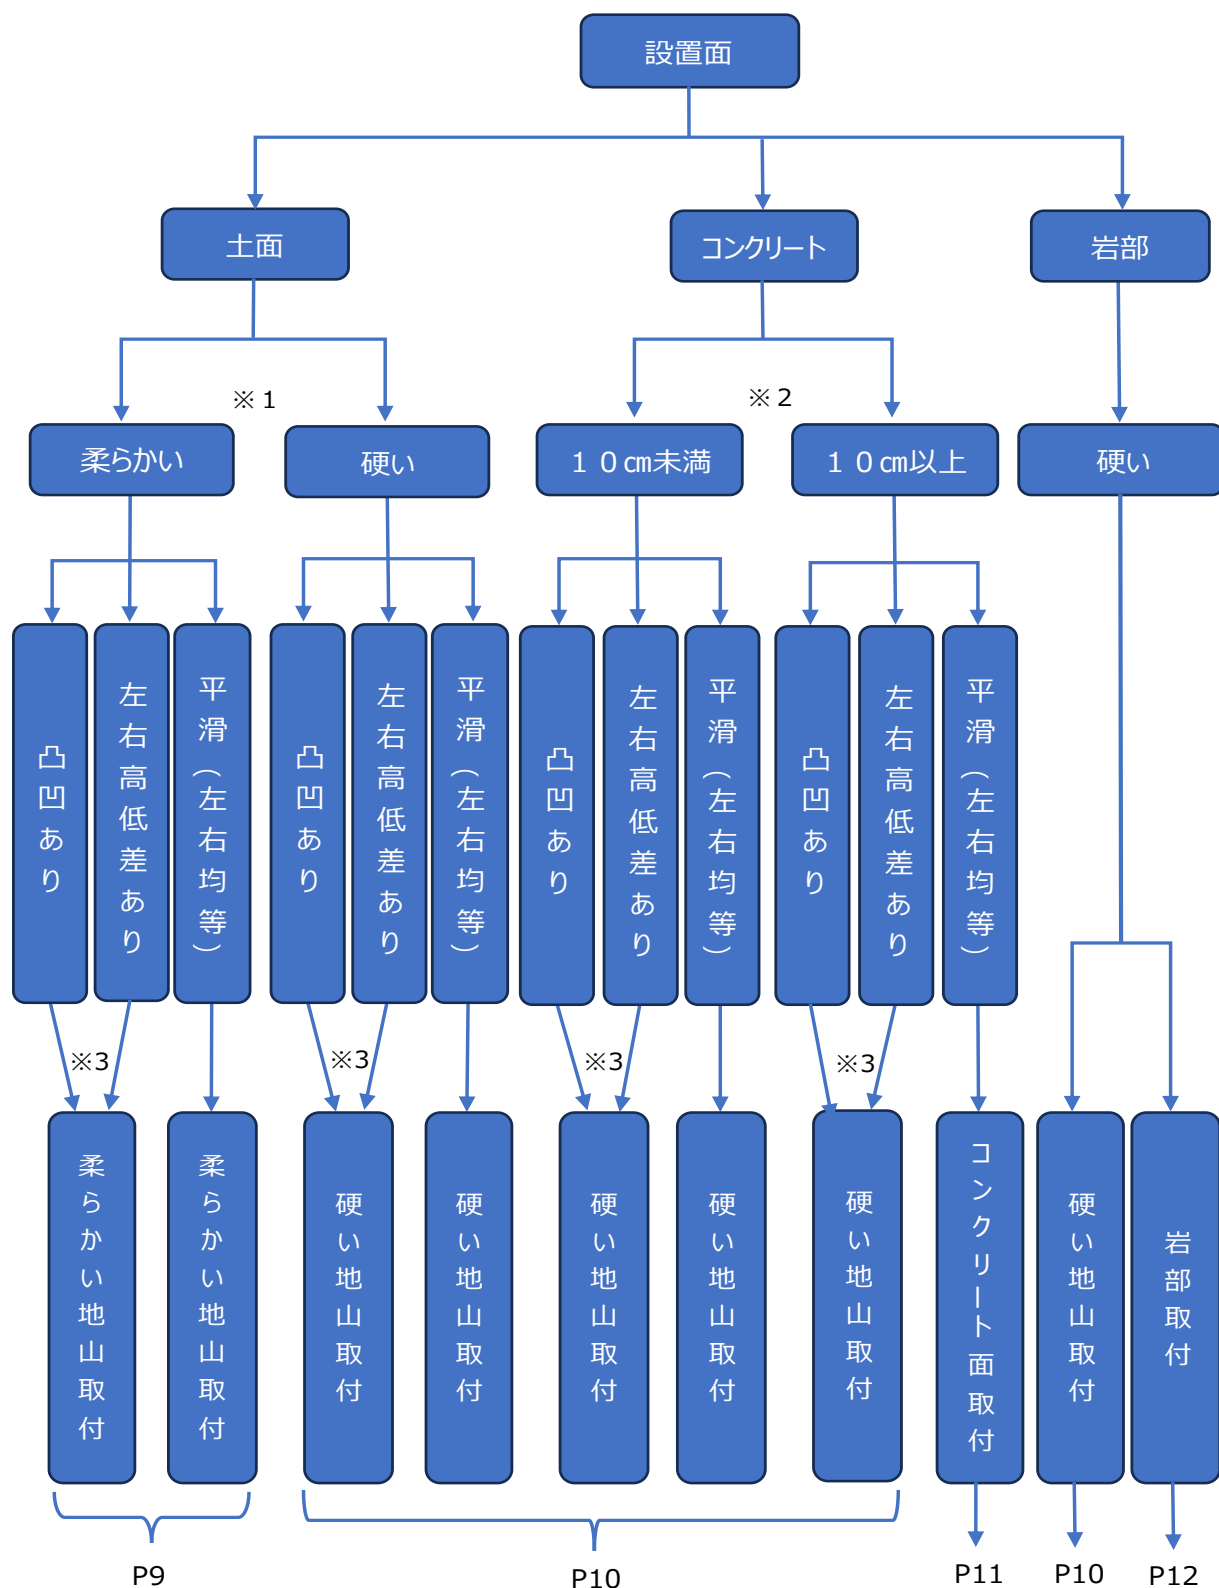 設置面
土面
コンクリート
岩部
※１
※２
柔らかい
硬い
１０㎝未満
１０㎝以上
硬い
凸凹あり
左右高低差あり
平滑（左右均等）
凸凹あり
左右高低差あり
平滑（左右均等）
凸凹あり
左右高低差あり
平滑（左右均等）
凸凹あり
左右高低差あり
平滑（左右均等）
※3
※3
※3
※3
柔らかい地山取付
柔らかい地山取付
硬い地山取付
硬い地山取付
硬い地山取付
硬い地山取付
硬い地山取付
コンクリート面取付
硬い地山取付
岩部取付
P9
P10
P11
P10
P12